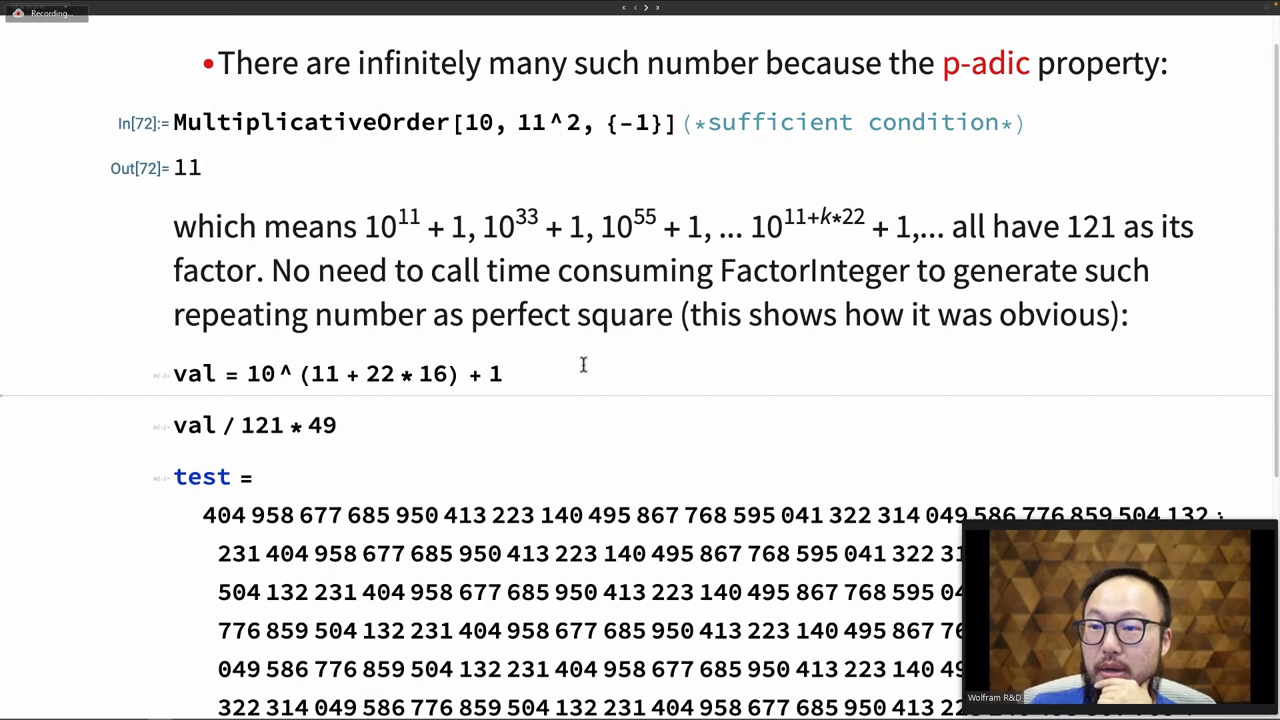 Recording...
•There are infinitely many such number because the p-adic property:
In[72]:= MultiplicativeOrder[10, 11^2, {-1}](*sufficient condition*)
Out[72]= 11
which means 10^11 + 1, 10^33 + 1, 10^55 + 1, ... 10^(11+k*22) + 1,... all have 121 as its
factor. No need to call time consuming FactorInteger to generate such
repeating number as perfect square (this shows how it was obvious):
val = 10^(11 + 22*16) + 1
val / 121 * 49
test =
404 958 677 685 950 413 223 140 495 867 768 595 041 322 314 049 586 776 859 504 132
231 404 958 677 685 950 413 223 140 495 867 768 595 041 322
504 132 231 404 958 677 685 950 413 223 140 495 867 768 595
776 859 504 132 231 404 958 677 685 950 413 223 140 495 867
049 586 776 859 504 132 231 404 958 677 685 950 413 223 140
322 314 049 586 776 859 504 132 231 404 958 677 685 950 413
Wolfram R&D